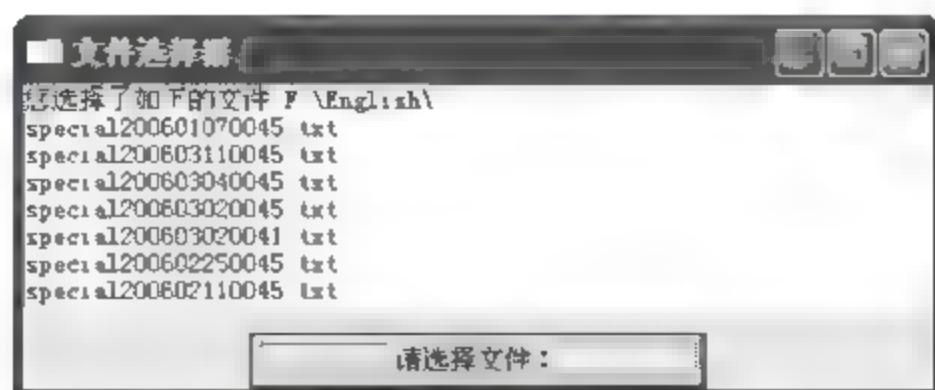 文件选择器
您选择了如下的文件 F \English\
special200601070045 txt
special200603110045 txt
special200603040045 txt
special200603020045 txt
special200603020041 txt
special200602250045 txt
special200602110045 txt
请选择文件：